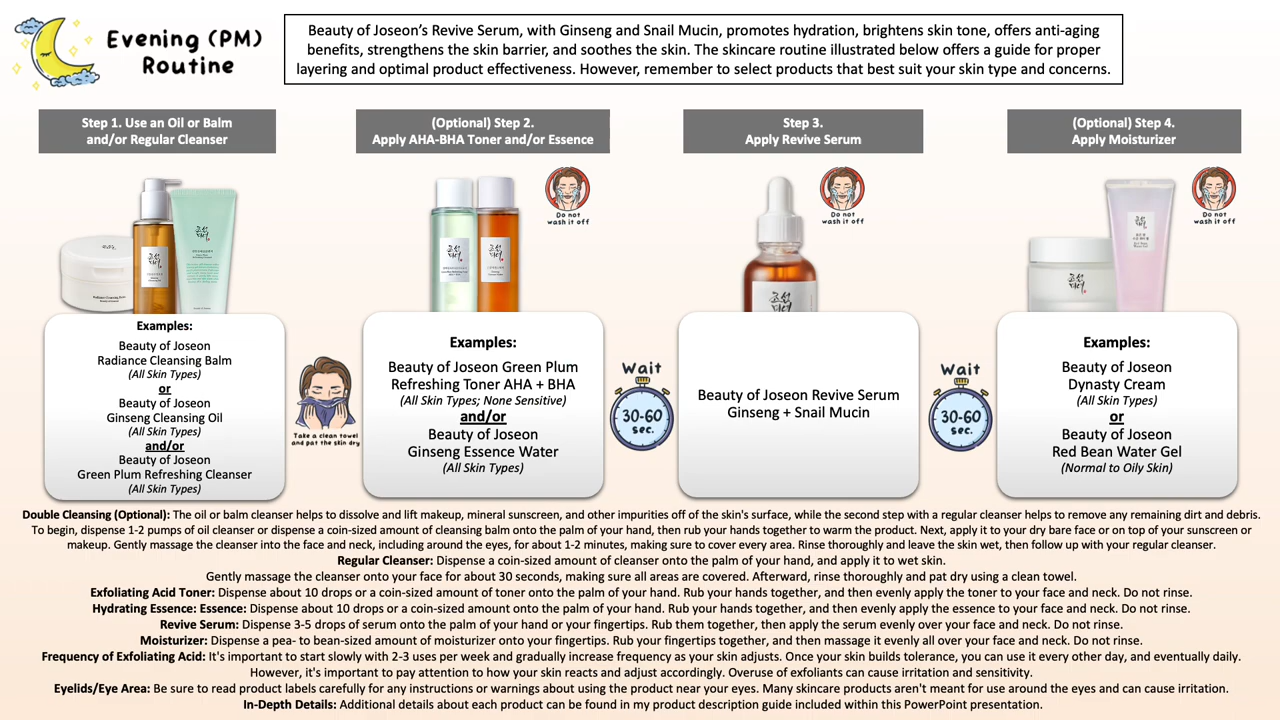 Evening (PM)
Routine
Beauty of Joseon's Revive Serum, with Ginseng and Snail Mucin, promotes hydration, brightens skin tone, offers anti-aging
benefits, strengthens the skin barrier, and soothes the skin. The skincare routine illustrated below offers a guide for proper
layering and optimal product effectiveness. However, remember to select products that best suit your skin type and concerns.
Step 1. Use an Oil or Balm
and/or Regular Cleanser
(Optional) Step 2.
Apply AHA-BHA Toner and/or Essence
Step 3.
Apply Revive Serum
(Optional) Step 4.
Apply Moisturizer
Do not
wash it off
Do not
wash it off
Do not
wash it off
조선
미녀
조선
미녀
조선
미녀
조선
미녀
조선
미녀
조선
미녀
조선
미녀
Radiance Cleansing Balm
Examples:
Beauty of Joseon
Radiance Cleansing Balm
(All Skin Types)
or
Beauty of Joseon
Ginseng Cleansing Oil
(All Skin Types)
and/or
Beauty of Joseon
Green Plum Refreshing Cleanser
(All Skin Types)
Take a clean towel
and pat the skin dry
Examples:
Beauty of Joseon Green Plum
Refreshing Toner AHA + BHA
(All Skin Types; None Sensitive)
and/or
Beauty of Joseon
Ginseng Essence Water
(All Skin Types)
Wait
30-60
sec.
Beauty of Joseon Revive Serum
Ginseng + Snail Mucin
Wait
30-60
sec.
Examples:
Beauty of Joseon
Dynasty Cream
(All Skin Types)
or
Beauty of Joseon
Red Bean Water Gel
(Normal to Oily Skin)
Double Cleansing (Optional): The oil or balm cleanser helps to dissolve and lift makeup, mineral sunscreen, and other impurities off of the skin's surface, while the second step with a regular cleanser helps to remove any remaining dirt and debris.
To begin, dispense 1-2 pumps of oil cleanser or dispense a coin-sized amount of cleansing balm onto the palm of your hand, then rub your hands together to warm the product. Next, apply it to your dry bare face or on top of your sunscreen or
makeup. Gently massage the cleanser into the face and neck, including around the eyes, for about 1-2 minutes, making sure to cover every area. Rinse thoroughly and leave the skin wet, then follow up with your regular cleanser.
Regular Cleanser: Dispense a coin-sized amount of cleanser onto the palm of your hand, and apply it to wet skin.
Gently massage the cleanser onto your face for about 30 seconds, making sure all areas are covered. Afterward, rinse thoroughly and pat dry using a clean towel.
Exfoliating Acid Toner: Dispense about 10 drops or a coin-sized amount of toner onto the palm of your hand. Rub your hands together, and then evenly apply the toner to your face and neck. Do not rinse.
Hydrating Essence: Essence: Dispense about 10 drops or a coin-sized amount onto the palm of your hand. Rub your hands together, and then evenly apply the essence to your face and neck. Do not rinse.
Revive Serum: Dispense 3-5 drops of serum onto the palm of your hand or your fingertips. Rub them together, then apply the serum evenly over your face and neck. Do not rinse.
Moisturizer: Dispense a pea- to bean-sized amount of moisturizer onto your fingertips. Rub your fingertips together, and then massage it evenly all over your face and neck. Do not rinse.
Frequency of Exfoliating Acid: It's important to start slowly with 2-3 uses per week and gradually increase frequency as your skin adjusts. Once your skin builds tolerance, you can use it every other day, and eventually daily.
However, it's important to pay attention to how your skin reacts and adjust accordingly. Overuse of exfoliants can cause irritation and sensitivity.
Eyelids/Eye Area: Be sure to read product labels carefully for any instructions or warnings about using the product near your eyes. Many skincare products aren't meant for use around the eyes and can cause irritation.
In-Depth Details: Additional details about each product can be found in my product description guide included within this PowerPoint presentation.